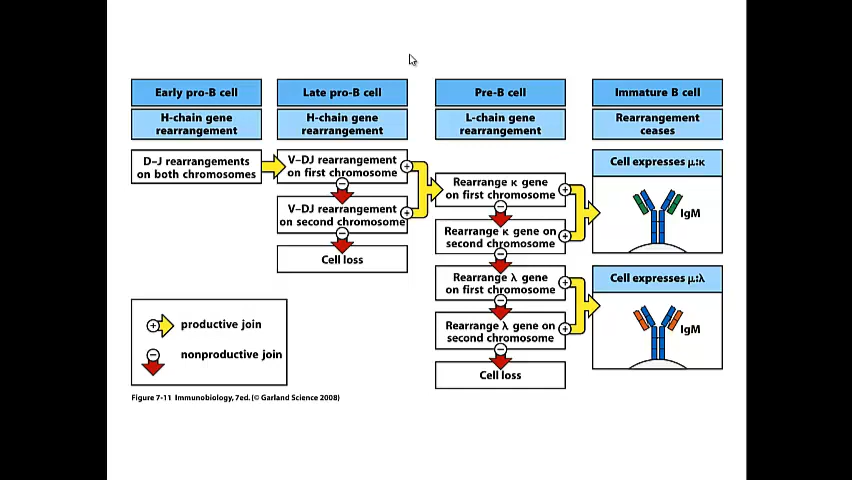 Early pro-B cell
Late pro-B cell
Pre-B cell
Immature B cell
H-chain gene
rearrangement
H-chain gene
rearrangement
L-chain gene
rearrangement
Rearrangement
ceases
D–J rearrangements
on both chromosomes
V–DJ rearrangement
on first chromosome
+
−
V–DJ rearrangement
on second chromosome
+
−
Cell loss
Rearrange κ gene
on first chromosome
+
−
Rearrange κ gene on
second chromosome
+
−
Rearrange λ gene
on first chromosome
+
−
Rearrange λ gene on
second chromosome
+
−
Cell loss
Cell expresses μ:κ
IgM
Cell expresses μ:λ
IgM
+ productive join
− nonproductive join
Figure 7-11 Immunobiology, 7ed. (© Garland Science 2008)